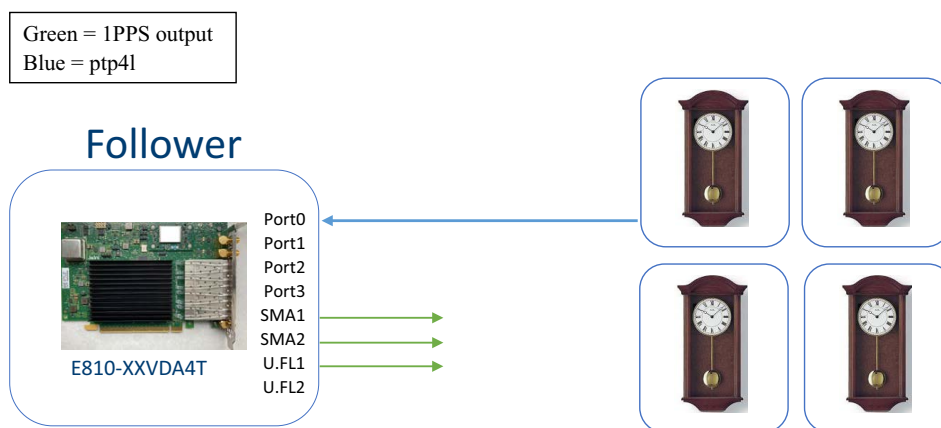 Green = 1PPS output
Blue = ptp4l
Follower
Port0
Port1
Port2
Port3
SMA1
SMA2
U.FL1
U.FL2
E810-XXVDA4T